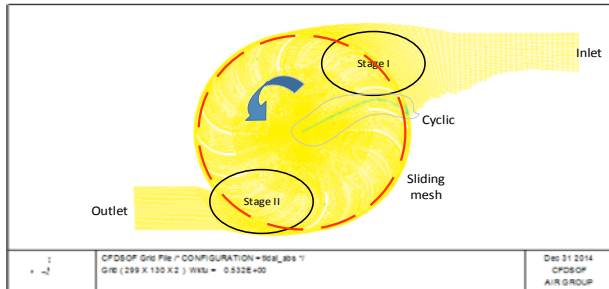 Stage I
Inlet
Cyclic
Sliding
mesh
Stage II
Outlet
CFDSOF Grid File /* CONFIGURATION = tidal_abs */
Grid ( 299 X 130 X 2 ) Wktu = 0.532E+00
Dec 31 2014
CFDSOF
AIR GROUP